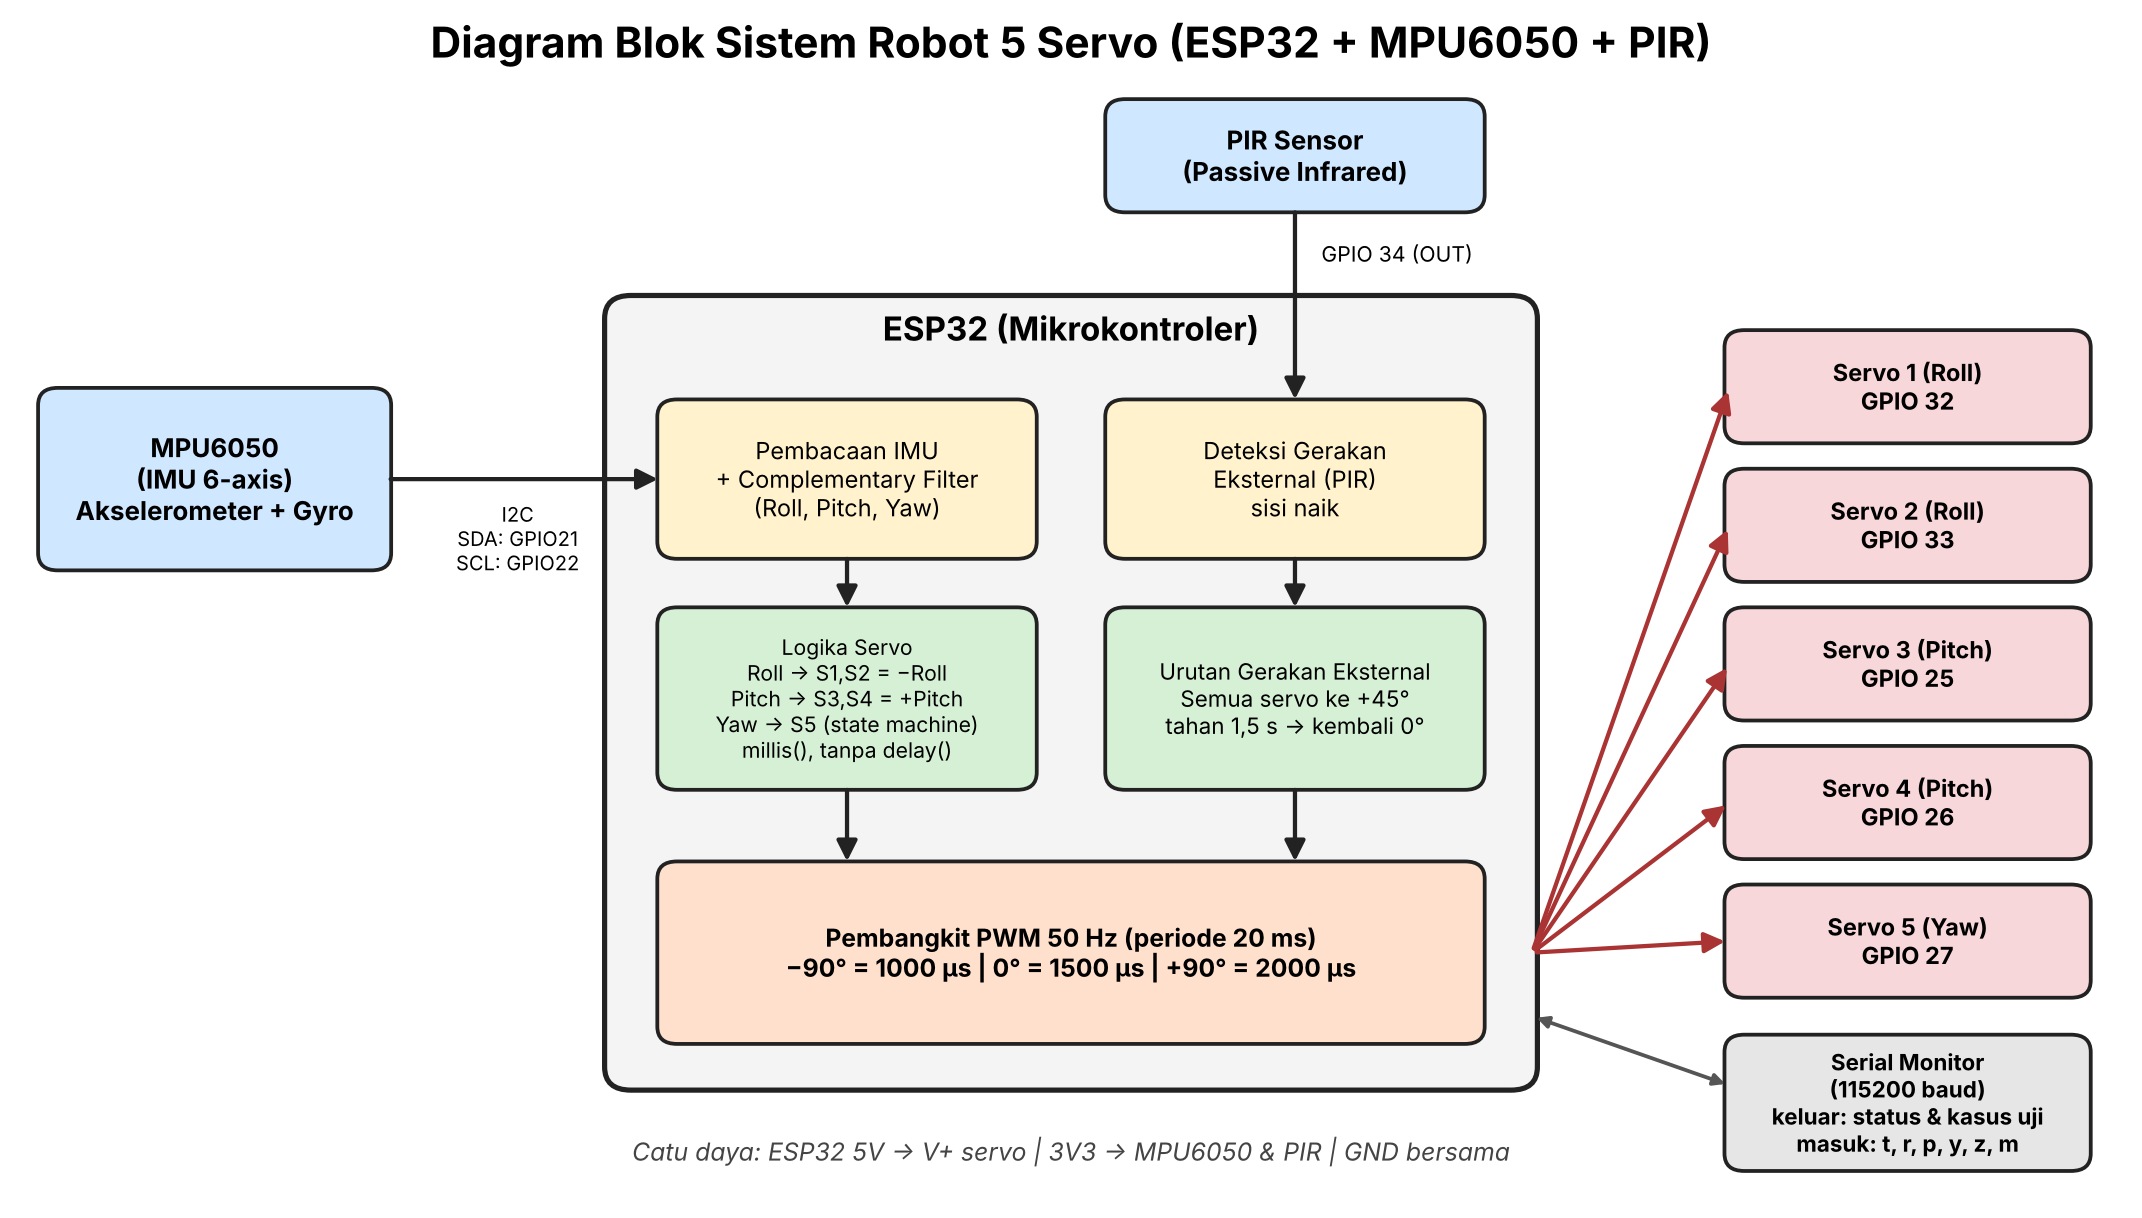 Diagram Blok Sistem Robot 5 Servo (ESP32 + MPU6050 + PIR)
PIR Sensor
(Passive Infrared)
GPIO 34 (OUT)
ESP32 (Mikrokontroler)
MPU6050
(IMU 6-axis)
Akselerometer + Gyro
I2C
SDA: GPIO21
SCL: GPIO22
Pembacaan IMU
+ Complementary Filter
(Roll, Pitch, Yaw)
Deteksi Gerakan
Eksternal (PIR)
sisi naik
Logika Servo
Roll → S1,S2 = −Roll
Pitch → S3,S4 = +Pitch
Yaw → S5 (state machine)
millis(), tanpa delay()
Urutan Gerakan Eksternal
Semua servo ke +45°
tahan 1,5 s → kembali 0°
Pembangkit PWM 50 Hz (periode 20 ms)
−90° = 1000 µs | 0° = 1500 µs | +90° = 2000 µs
Servo 1 (Roll)
GPIO 32
Servo 2 (Roll)
GPIO 33
Servo 3 (Pitch)
GPIO 25
Servo 4 (Pitch)
GPIO 26
Servo 5 (Yaw)
GPIO 27
Serial Monitor
(115200 baud)
keluar: status & kasus uji
masuk: t, r, p, y, z, m
Catu daya: ESP32 5V → V+ servo | 3V3 → MPU6050 & PIR | GND bersama